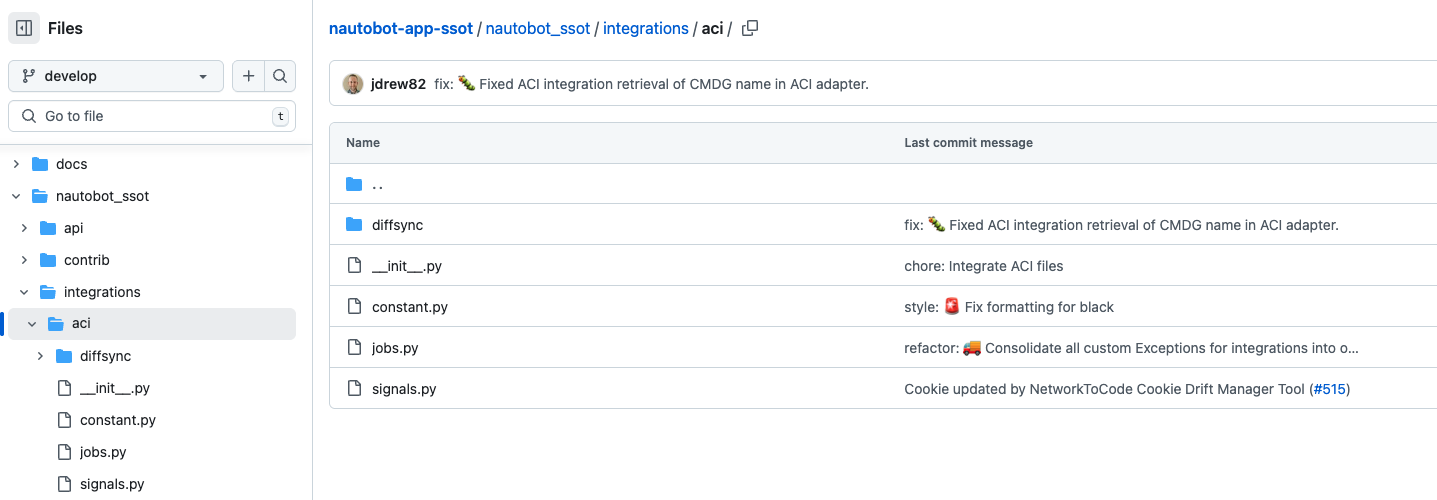 Files
develop
Go to file
t
docs
nautobot_ssot
api
contrib
integrations
aci
diffsync
__init__.py
constant.py
jobs.py
signals.py
nautobot-app-ssot / nautobot_ssot / integrations / aci /
jdrew82 fix: 🐛 Fixed ACI integration retrieval of CMDG name in ACI adapter.
Name Last commit message
..
diffsync fix: 🐛 Fixed ACI integration retrieval of CMDG name in ACI adapter.
__init__.py chore: Integrate ACI files
constant.py style: 🚨 Fix formatting for black
jobs.py refactor: 🚚 Consolidate all custom Exceptions for integrations into o...
signals.py Cookie updated by NetworkToCode Cookie Drift Manager Tool (#515)